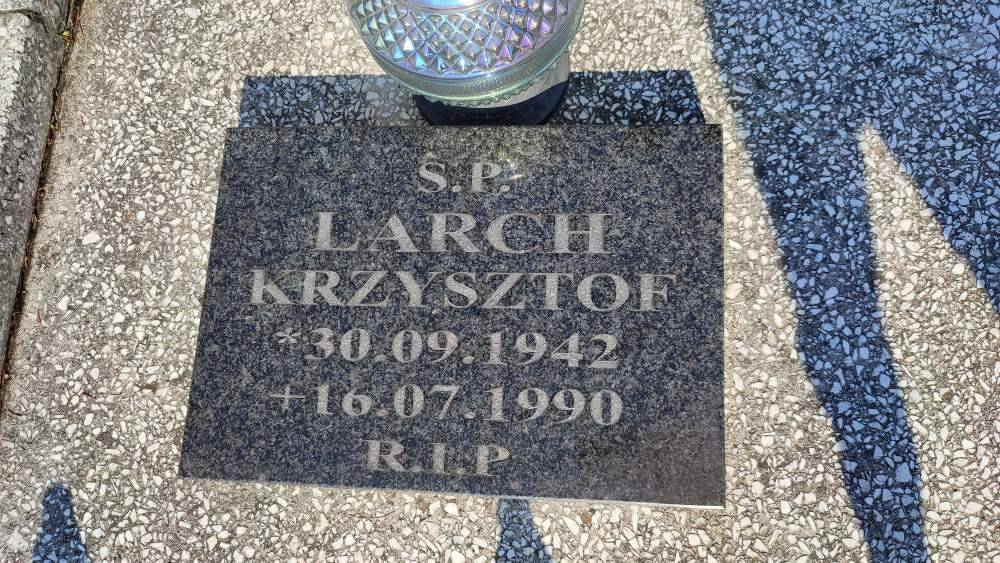 Ś.P.
LARCH
KRZYSZTOF
*30.09.1942
+16.07.1990
R.I.P